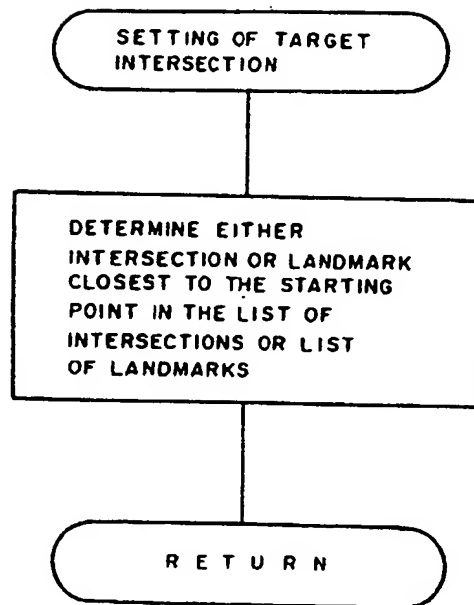 SETTING OF TARGET
INTERSECTION
DETERMINE EITHER
INTERSECTION OR LANDMARK
CLOSEST TO THE STARTING
POINT IN THE LIST OF
INTERSECTIONS OR LIST
OF LANDMARKS
RETURN